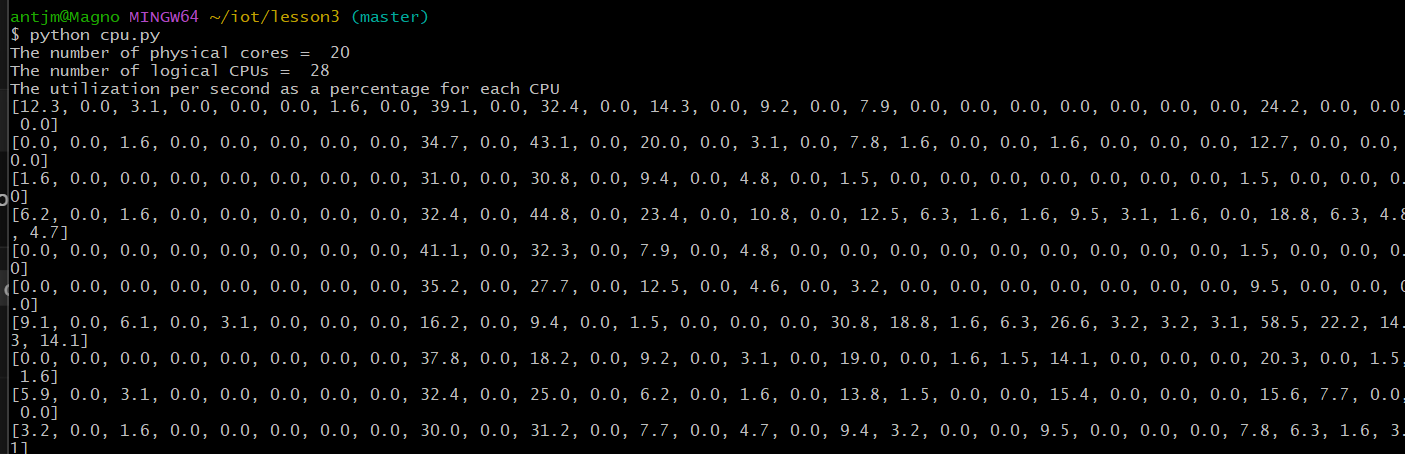 antjm@Magno MINGW64 ~/iot/lesson3 (master)
$ python cpu.py
The number of physical cores =  20
The number of logical CPUs =  28
The utilization per second as a percentage for each CPU
[12.3, 0.0, 3.1, 0.0, 0.0, 0.0, 1.6, 0.0, 39.1, 0.0, 32.4, 0.0, 14.3, 0.0, 9.2, 0.0, 7.9, 0.0, 0.0, 0.0, 0.0, 0.0, 0.0, 0.0, 24.2, 0.0, 0.0,
 0.0]
[0.0, 0.0, 1.6, 0.0, 0.0, 0.0, 0.0, 0.0, 34.7, 0.0, 43.1, 0.0, 20.0, 0.0, 3.1, 0.0, 7.8, 1.6, 0.0, 0.0, 1.6, 0.0, 0.0, 0.0, 12.7, 0.0, 0.0,
0.0]
[1.6, 0.0, 0.0, 0.0, 0.0, 0.0, 0.0, 0.0, 31.0, 0.0, 30.8, 0.0, 9.4, 0.0, 4.8, 0.0, 1.5, 0.0, 0.0, 0.0, 0.0, 0.0, 0.0, 0.0, 1.5, 0.0, 0.0, 0.
0]
[6.2, 0.0, 1.6, 0.0, 0.0, 0.0, 0.0, 0.0, 32.4, 0.0, 44.8, 0.0, 23.4, 0.0, 10.8, 0.0, 12.5, 6.3, 1.6, 1.6, 9.5, 3.1, 1.6, 0.0, 18.8, 6.3, 4.8
, 4.7]
[0.0, 0.0, 0.0, 0.0, 0.0, 0.0, 0.0, 0.0, 41.1, 0.0, 32.3, 0.0, 7.9, 0.0, 4.8, 0.0, 0.0, 0.0, 0.0, 0.0, 0.0, 0.0, 0.0, 0.0, 1.5, 0.0, 0.0, 0.
0]
[0.0, 0.0, 0.0, 0.0, 0.0, 0.0, 0.0, 0.0, 35.2, 0.0, 27.7, 0.0, 12.5, 0.0, 4.6, 0.0, 3.2, 0.0, 0.0, 0.0, 0.0, 0.0, 0.0, 0.0, 9.5, 0.0, 0.0, 0
.0]
[9.1, 0.0, 6.1, 0.0, 3.1, 0.0, 0.0, 0.0, 16.2, 0.0, 9.4, 0.0, 1.5, 0.0, 0.0, 0.0, 30.8, 18.8, 1.6, 6.3, 26.6, 3.2, 3.2, 3.1, 58.5, 22.2, 14.
3, 14.1]
[0.0, 0.0, 0.0, 0.0, 0.0, 0.0, 0.0, 0.0, 37.8, 0.0, 18.2, 0.0, 9.2, 0.0, 3.1, 0.0, 19.0, 0.0, 1.6, 1.5, 14.1, 0.0, 0.0, 0.0, 20.3, 0.0, 1.5,
 1.6]
[5.9, 0.0, 3.1, 0.0, 0.0, 0.0, 0.0, 0.0, 32.4, 0.0, 25.0, 0.0, 6.2, 0.0, 1.6, 0.0, 13.8, 1.5, 0.0, 0.0, 15.4, 0.0, 0.0, 0.0, 15.6, 7.7, 0.0,
 0.0]
[3.2, 0.0, 1.6, 0.0, 0.0, 0.0, 0.0, 0.0, 30.0, 0.0, 31.2, 0.0, 7.7, 0.0, 4.7, 0.0, 9.4, 3.2, 0.0, 0.0, 9.5, 0.0, 0.0, 0.0, 7.8, 6.3, 1.6, 3.
1]